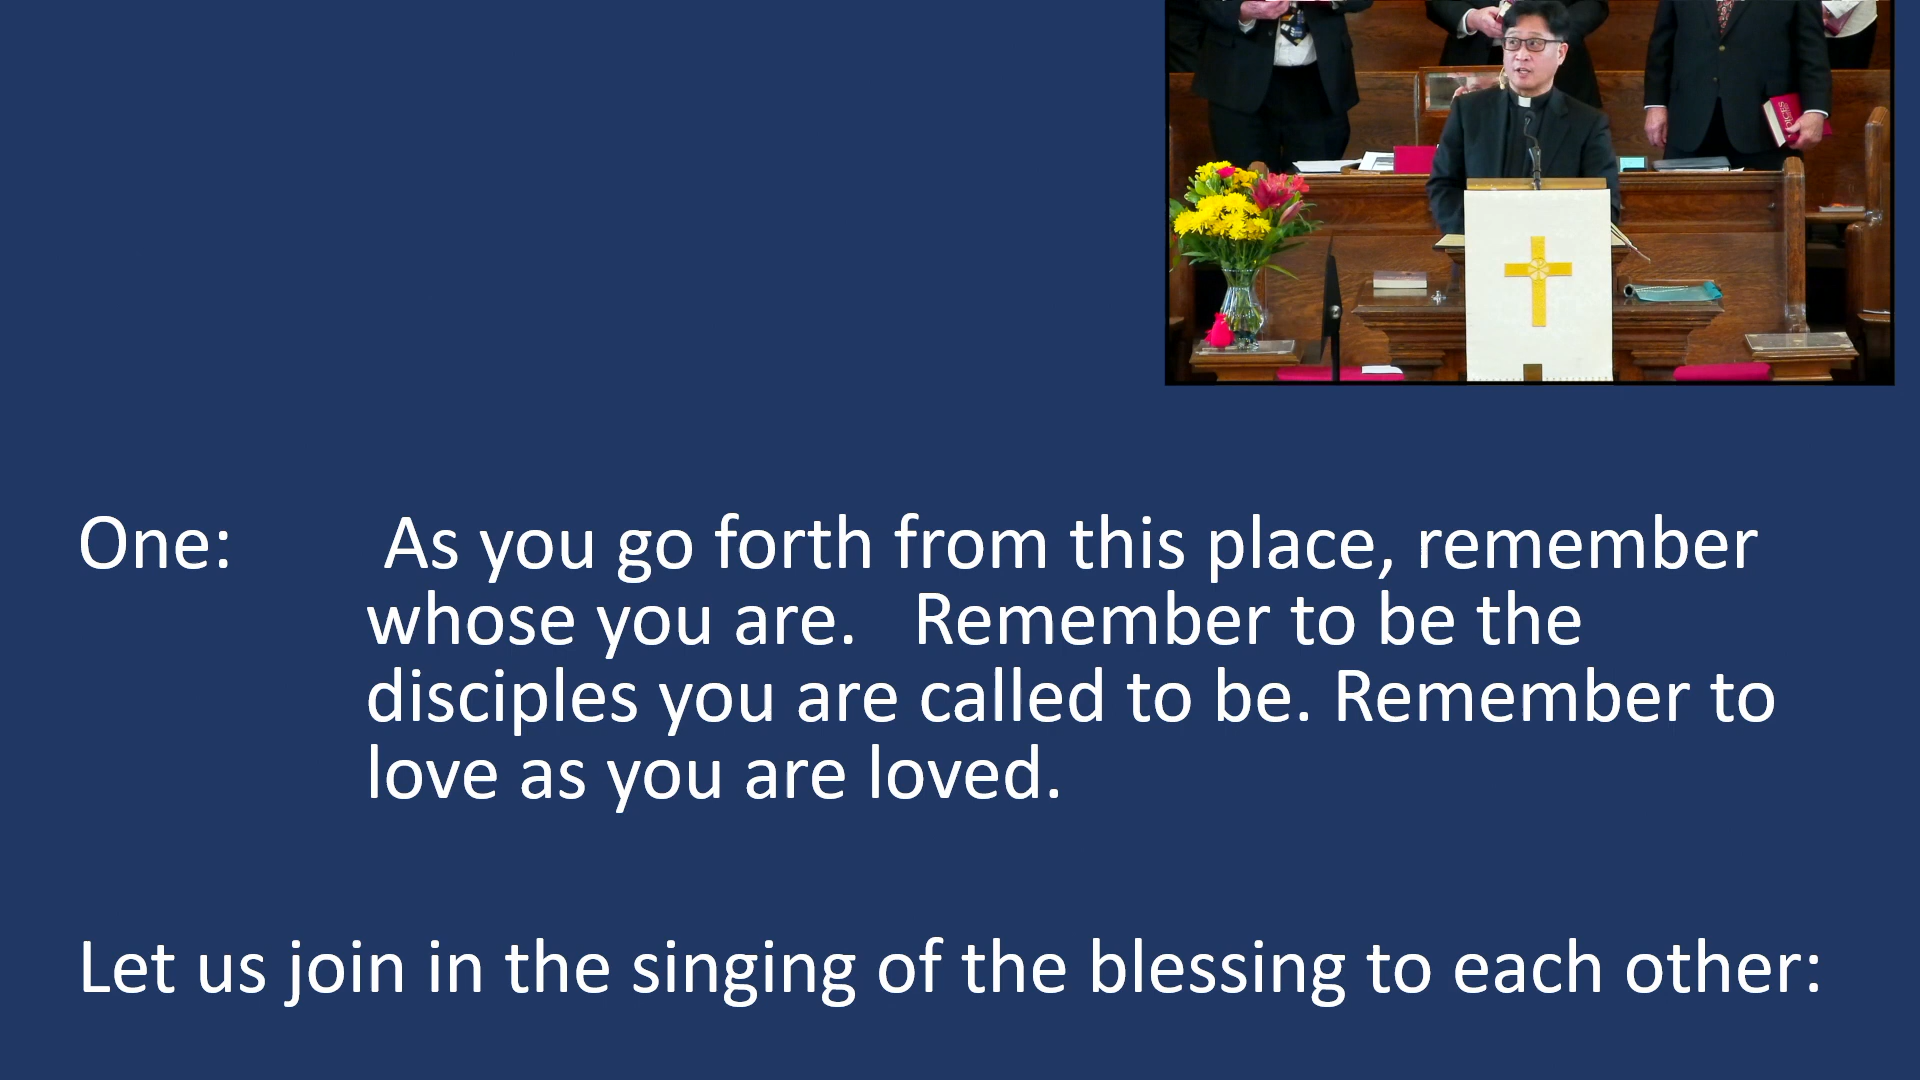 One: As you go forth from this place, remember
whose you are. Remember to be the
disciples you are called to be. Remember to
love as you are loved.
Let us join in the singing of the blessing to each other: